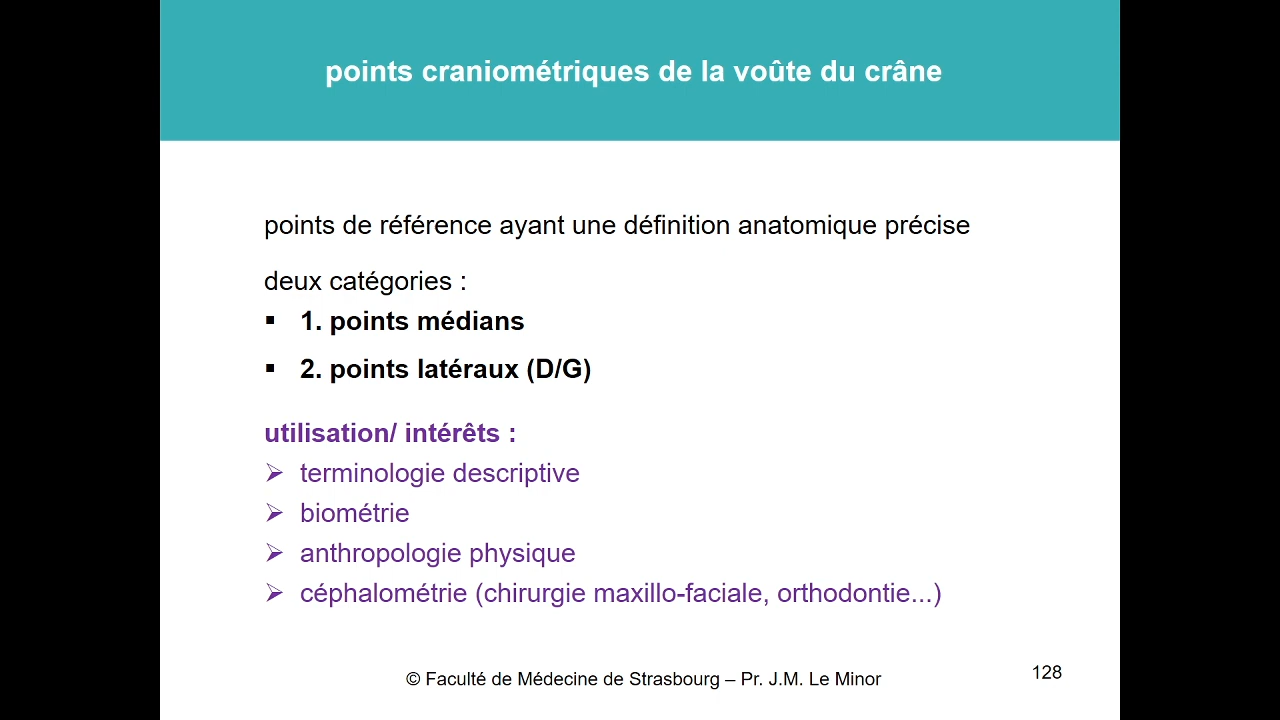 points craniométriques de la voûte du crâne
points de référence ayant une définition anatomique précise
deux catégories :
▪ 1. points médians
▪ 2. points latéraux (D/G)
utilisation/ intérêts :
➢ terminologie descriptive
➢ biométrie
➢ anthropologie physique
➢ céphalométrie (chirurgie maxillo-faciale, orthodontie...)
© Faculté de Médecine de Strasbourg – Pr. J.M. Le Minor
128